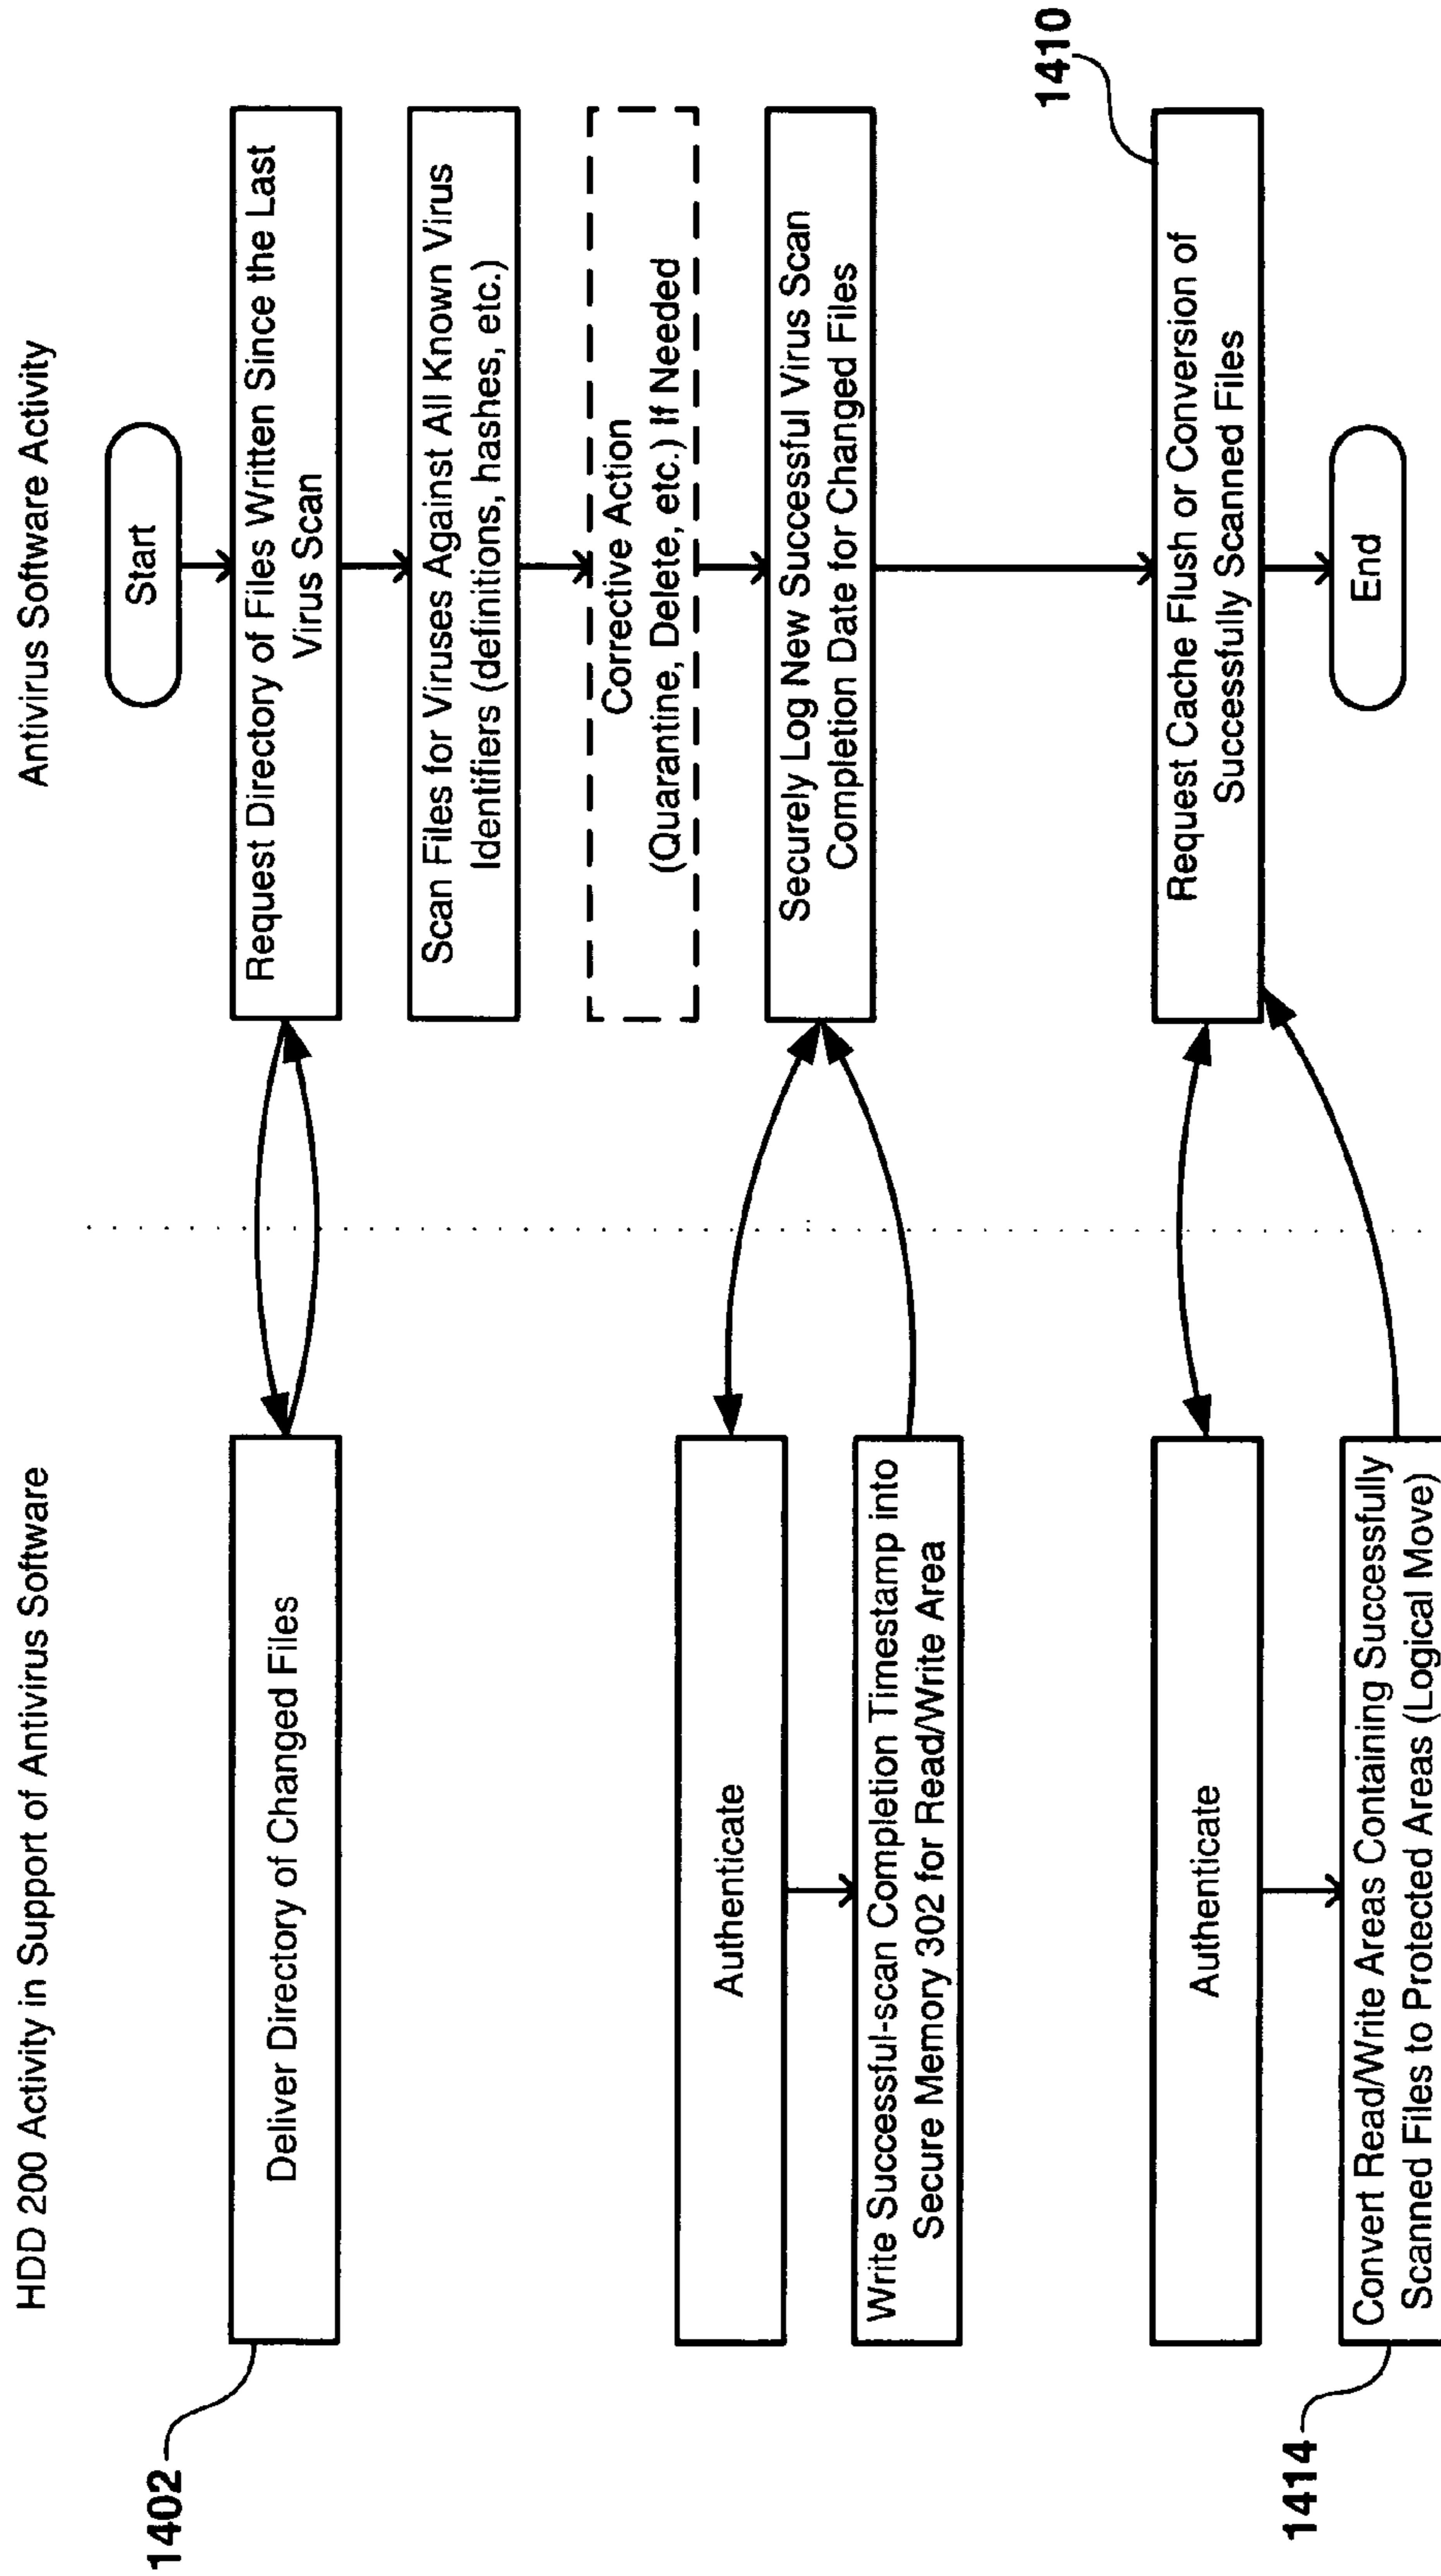 HDD 200 Activity in Support of Antivirus Software
Antivirus Software Activity
Start
1402
Deliver Directory of Changed Files
Request Directory of Files Written Since the Last
Virus Scan
Scan Files for Viruses Against All Known Virus
Identifiers (definitions, hashes, etc.)
Corrective Action
(Quarantine, Delete, etc.) If Needed
Authenticate
Securely Log New Successful Virus Scan
Completion Date for Changed Files
Write Successful-scan Completion Timestamp into
Secure Memory 302 for Read/Write Area
1410
Authenticate
Request Cache Flush or Conversion of
Successfully Scanned Files
1414
Convert Read/Write Areas Containing Successfully
Scanned Files to Protected Areas (Logical Move)
End